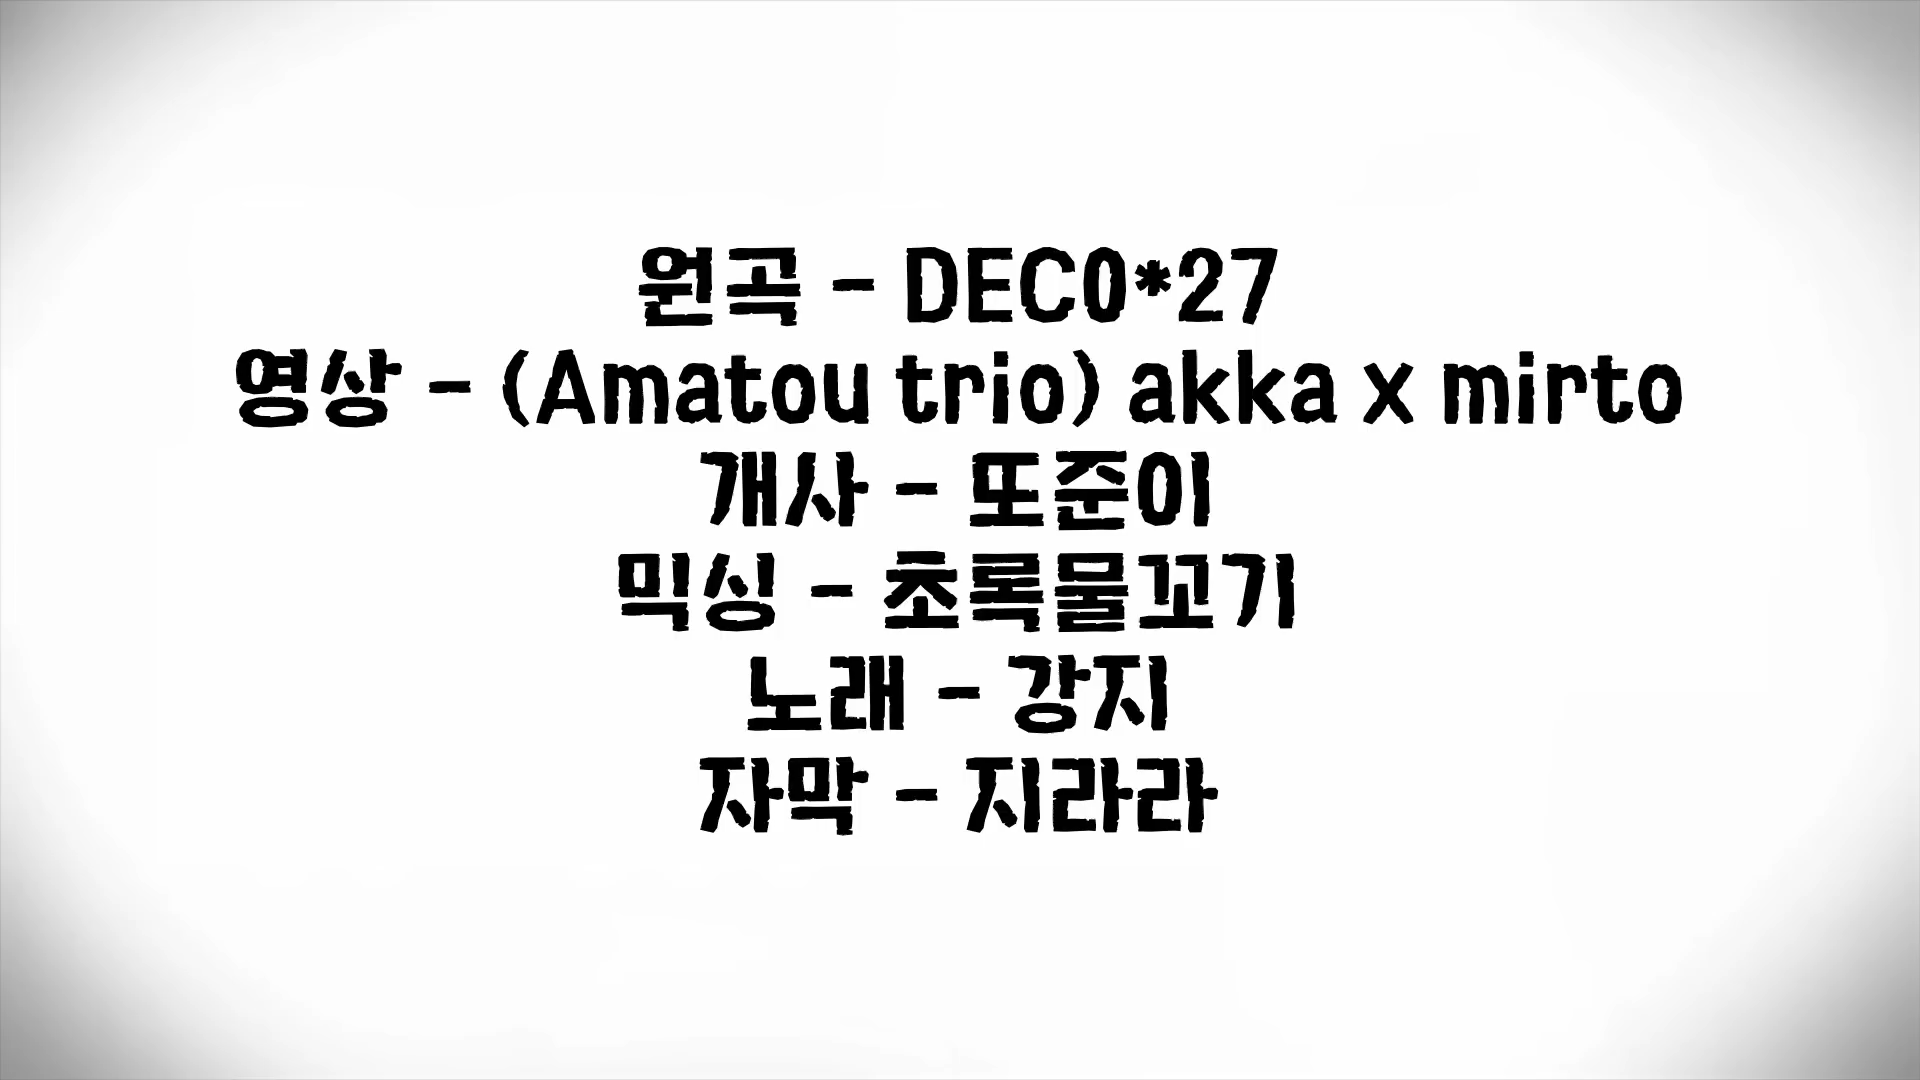 원곡 - DECO*27
영상 - (Amatou trio) akka x mirto
개사 - 또준이
믹싱 - 초록물꼬기
노래 - 강지
자막 - 지라라